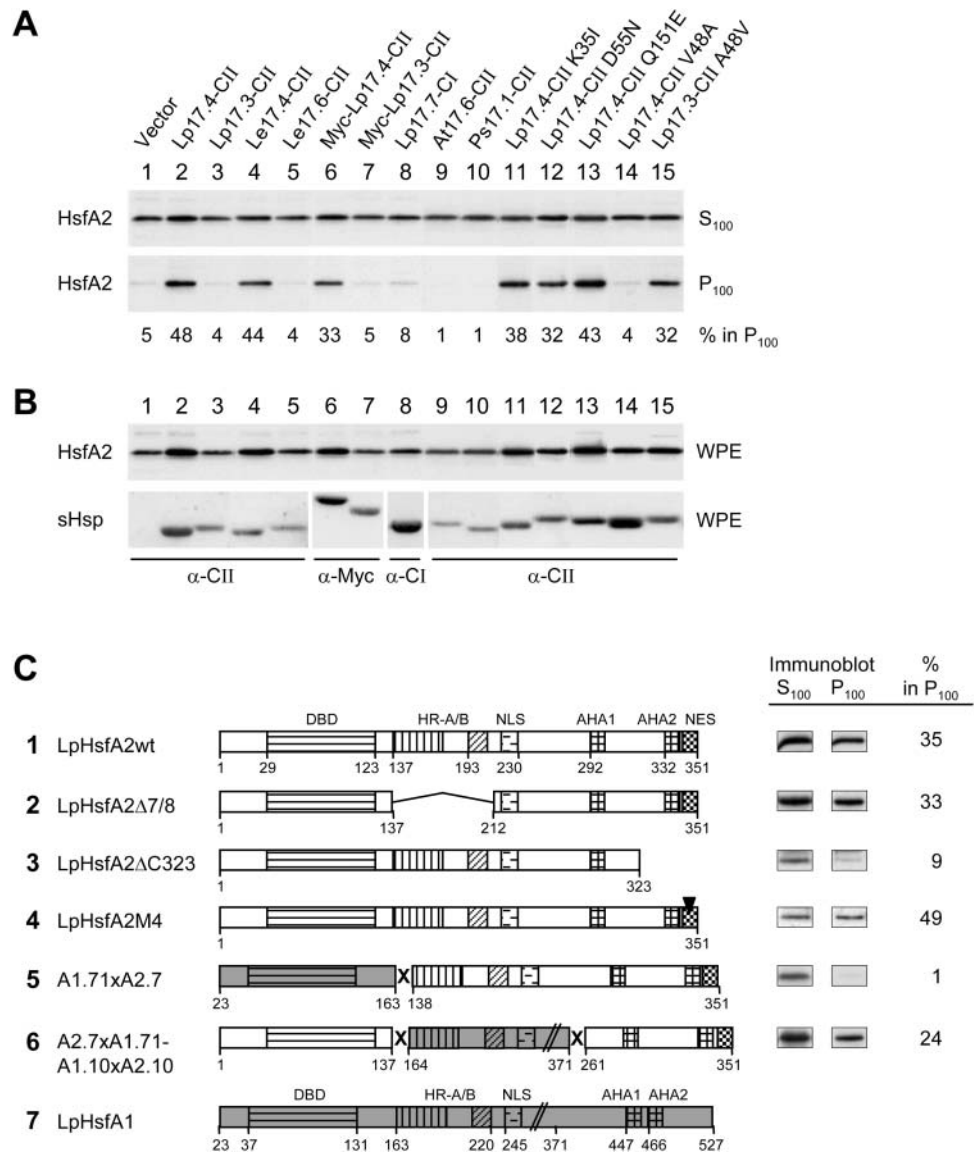 A
Vector
Lp17.4-CII
Lp17.3-CII
Le17.4-CII
Le17.6-CII
Myc-Lp17.4-CII
Myc-Lp17.3-CII
Lp17.7-CI
At17.6-CII
Ps17.1-CII
Lp17.4-CII K35I
Lp17.4-CII D55N
Lp17.4-CII Q151E
Lp17.4-CII V48A
Lp17.3-CII A48V
1 2 3 4 5 6 7 8 9 10 11 12 13 14 15
HsfA2 S100
HsfA2 P100
5 48 4 44 4 33 5 8 1 1 38 32 43 4 32 % in P100
B
1 2 3 4 5 6 7 8 9 10 11 12 13 14 15
HsfA2 WPE
sHsp WPE
α-CII α-Myc α-CI α-CII
C
Immunoblot %
S100 P100 in P100
DBD HR-A/B NLS AHA1 AHA2 NES
1 LpHsfA2wt 35
1 29 123 137 193 230 292 332 351
2 LpHsfA2Δ7/8 33
1 137 212 351
3 LpHsfA2ΔC323 9
1 323
4 LpHsfA2M4 49
1 351
5 A1.71xA2.7 X 1
23 163 138 351
6 A2.7xA1.71- X X 24
A1.10xA2.10
1 137 164 371 261 351
DBD HR-A/B NLS AHA1 AHA2
7 LpHsfA1
23 37 131 163 220 245 371 447 466 527